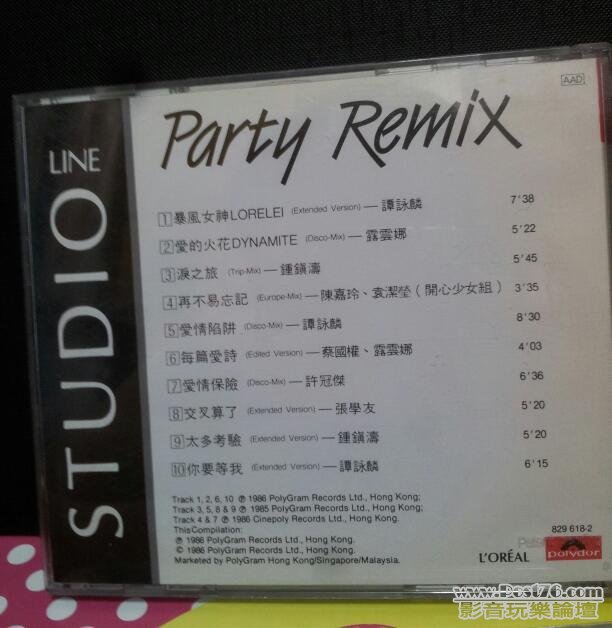 AAD
Party Remix
STUDIO LINE
1 暴風女神LORELEI (Extended Version) — 譚詠麟 7'38
2 愛的火花DYNAMITE (Disco-Mix) — 露雲娜 5'22
3 淚之旅 (Trip-Mix) — 鍾鎮濤 5'45
4 再不易忘記 (Europe-Mix) — 陳嘉玲、袁潔瑩（開心少女組） 3'35
5 愛情陷阱 (Disco-Mix) — 譚詠麟 8'30
6 每篇愛詩 (Edited Version) — 蔡國權、露雲娜 4'03
7 愛情保險 (Disco-Mix) — 許冠傑 6'36
8 交叉算了 (Extended Version) — 張學友 5'20
9 太多考驗 (Extended Version) — 鍾鎮濤 5'20
10 你要等我 (Extended Version) — 譚詠麟 6'15
Track 1, 2, 6, 10 ℗ 1986 PolyGram Records Ltd., Hong Kong;
Track 3, 5, 8 & 9 ℗ 1985 PolyGram Records Ltd., Hong Kong;
Track 4 & 7 ℗ 1986 Cinepoly Records Ltd., Hong Kong.
This Compilation:
℗ 1986 PolyGram Records Ltd., Hong Kong;
© 1986 PolyGram Records Ltd., Hong Kong.
Marketed by PolyGram Hong Kong/Singapore/Malaysia.
829 618-2
L'ORÉAL
polydor
www.Post76.com
影音玩樂論壇